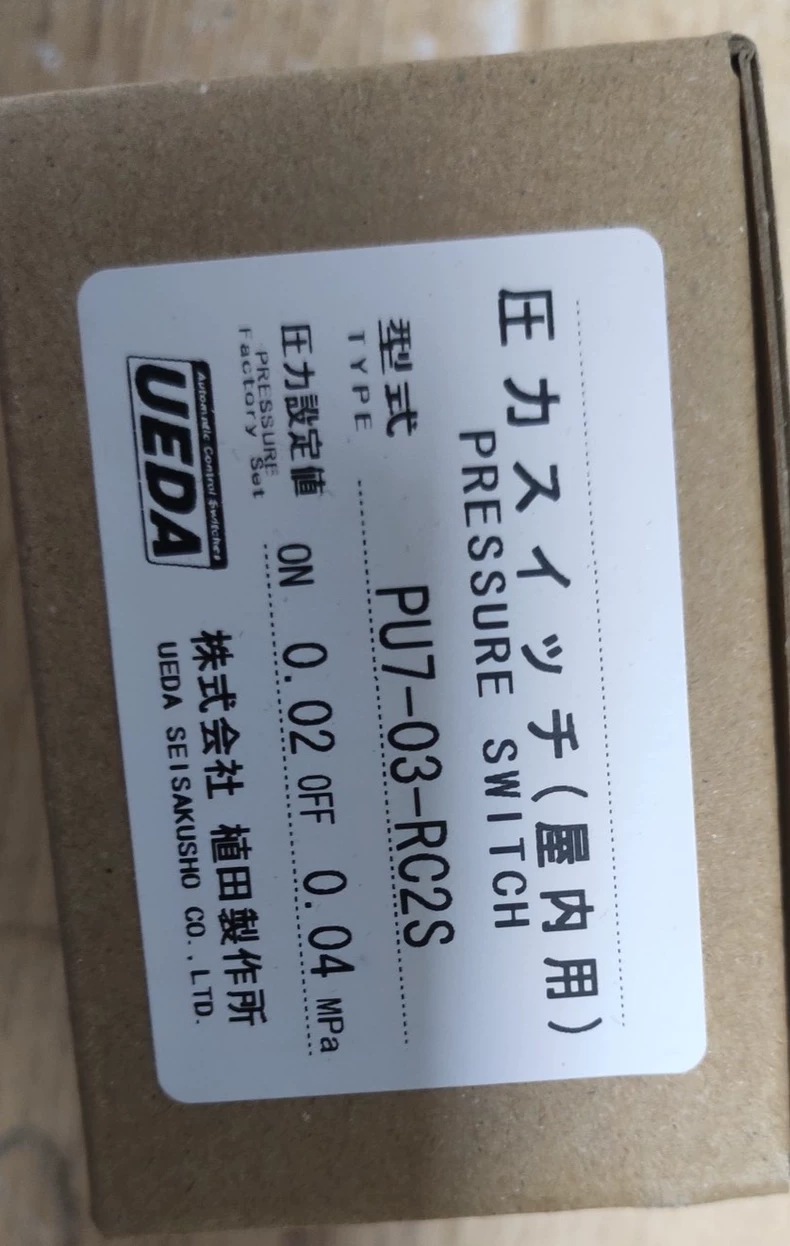 圧力スイッチ(屋内用)
PRESSURE SWITCH
型式 PU7-03-RC2S
TYPE
圧力設定値 ON 0.02 OFF 0.04 MPa
PRESSURE
Factory Set
Automatic Control Switches
UEDA
株式会社 植田製作所
UEDA SEISAKUSHO CO.,LTD.